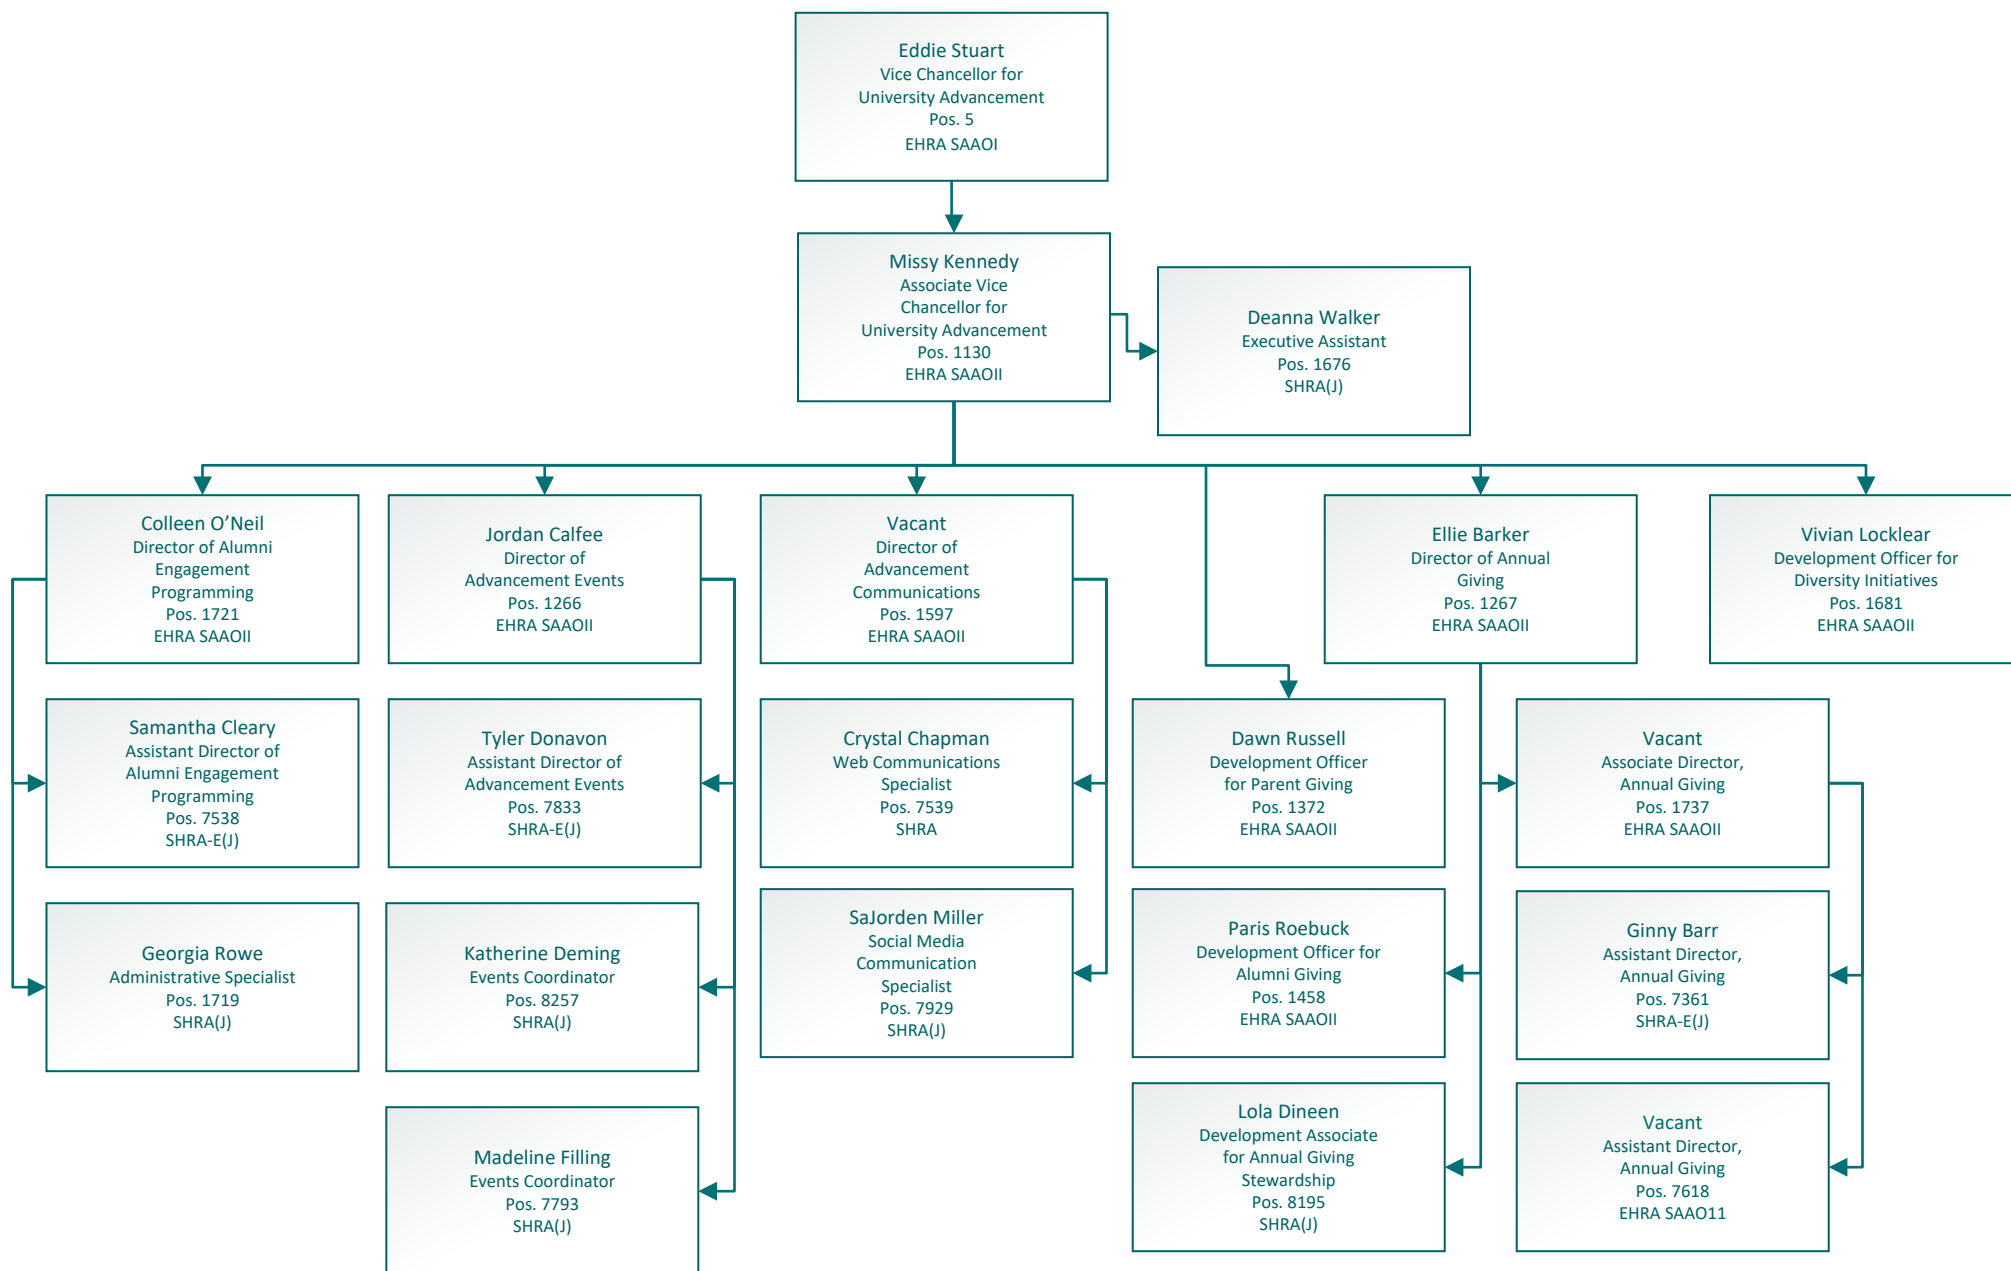 Eddie Stuart
Vice Chancellor for
University Advancement
Pos. 5
EHRA SAAOI
Missy Kennedy
Associate Vice
Chancellor for
University Advancement
Pos. 1130
EHRA SAAOII
Deanna Walker
Executive Assistant
Pos. 1676
SHRA(J)
Colleen O’Neil
Director of Alumni
Engagement
Programming
Pos. 1721
EHRA SAAOII
Jordan Calfee
Director of
Advancement Events
Pos. 1266
EHRA SAAOII
Vacant
Director of
Advancement
Communications
Pos. 1597
EHRA SAAOII
Ellie Barker
Director of Annual
Giving
Pos. 1267
EHRA SAAOII
Vivian Locklear
Development Officer for
Diversity Initiatives
Pos. 1681
EHRA SAAOII
Samantha Cleary
Assistant Director of
Alumni Engagement
Programming
Pos. 7538
SHRA-E(J)
Tyler Donavon
Assistant Director of
Advancement Events
Pos. 7833
SHRA-E(J)
Crystal Chapman
Web Communications
Specialist
Pos. 7539
SHRA
Dawn Russell
Development Officer
for Parent Giving
Pos. 1372
EHRA SAAOII
Vacant
Associate Director,
Annual Giving
Pos. 1737
EHRA SAAOII
Georgia Rowe
Administrative Specialist
Pos. 1719
SHRA(J)
Katherine Deming
Events Coordinator
Pos. 8257
SHRA(J)
SaJorden Miller
Social Media
Communication
Specialist
Pos. 7929
SHRA(J)
Paris Roebuck
Development Officer for
Alumni Giving
Pos. 1458
EHRA SAAOII
Ginny Barr
Assistant Director,
Annual Giving
Pos. 7361
SHRA-E(J)
Madeline Filling
Events Coordinator
Pos. 7793
SHRA(J)
Lola Dineen
Development Associate
for Annual Giving
Stewardship
Pos. 8195
SHRA(J)
Vacant
Assistant Director,
Annual Giving
Pos. 7618
EHRA SAAO11